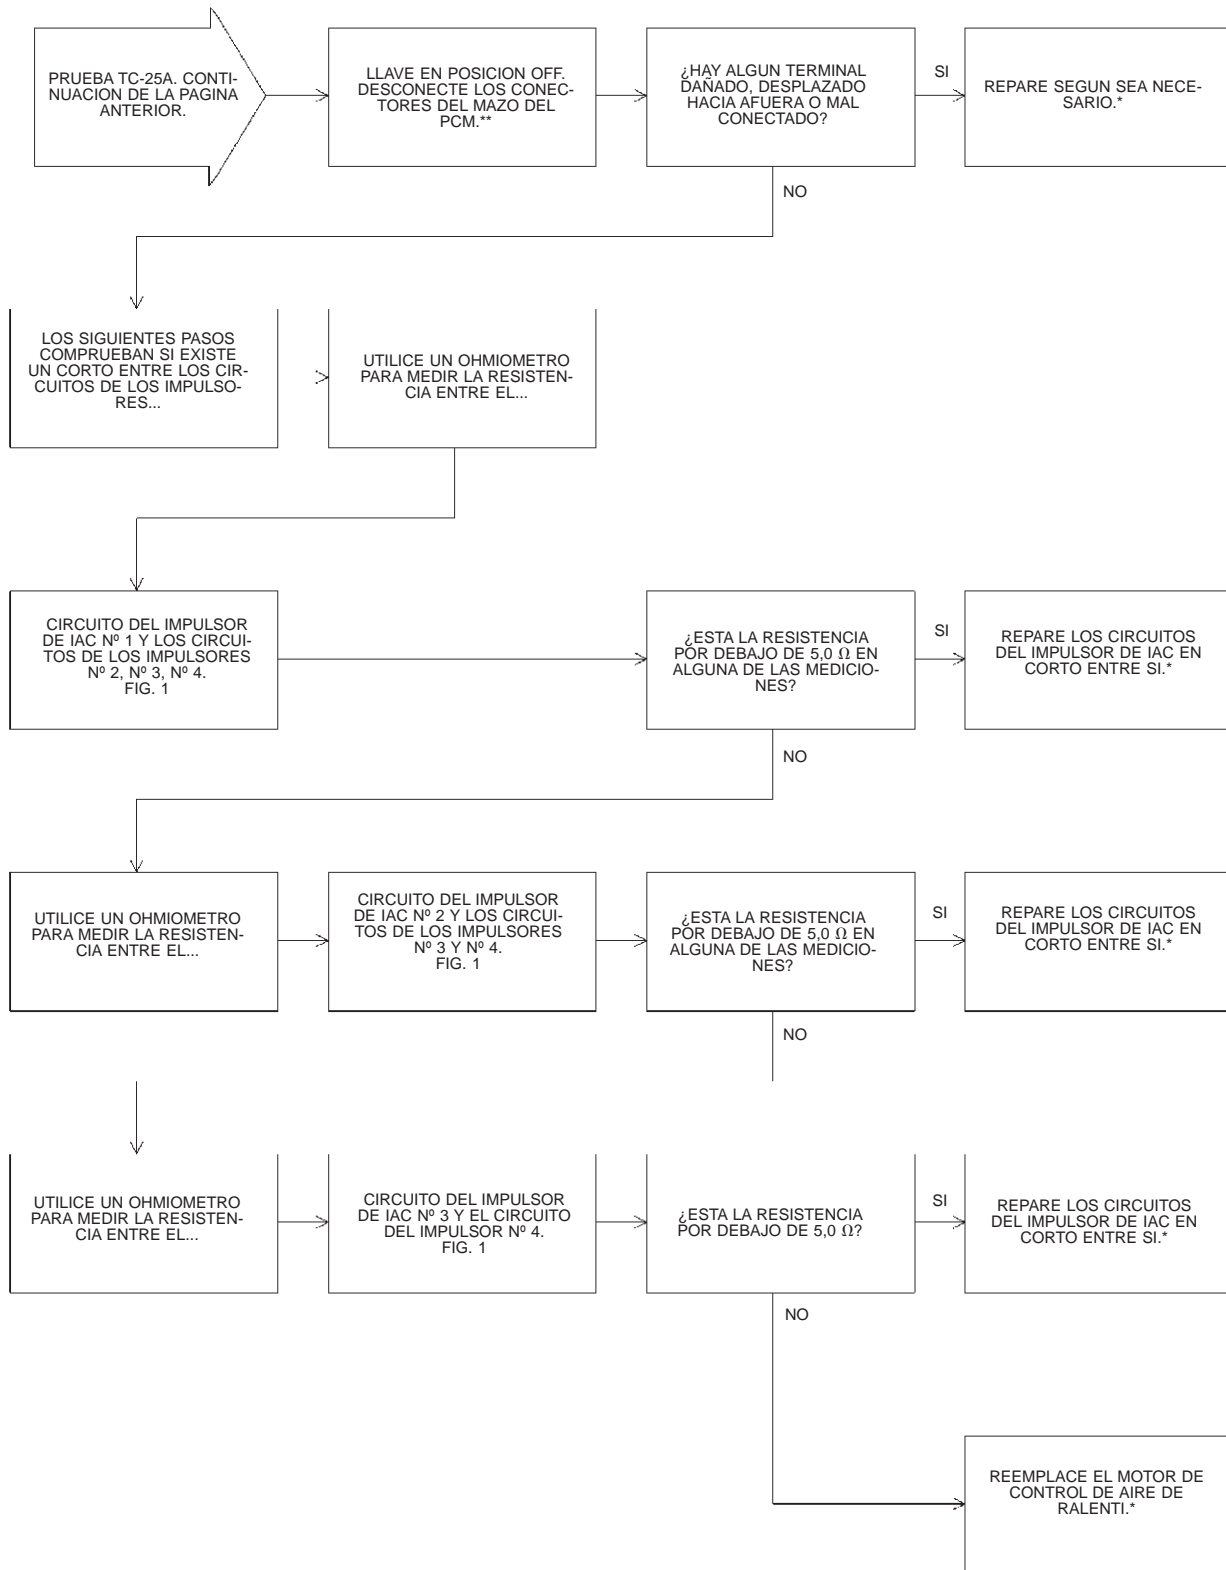 PRUEBA TC-25A. CONTI-
NUACION DE LA PAGINA
ANTERIOR.
LLAVE EN POSICION OFF.
DESCONECTE LOS CONEC-
TORES DEL MAZO DEL
PCM.**
¿HAY ALGUN TERMINAL
DAÑADO, DESPLAZADO
HACIA AFUERA O MAL
CONECTADO?
SI
REPARE SEGUN SEA NECE-
SARIO.*
NO
LOS SIGUIENTES PASOS
COMPRUEBAN SI EXISTE
UN CORTO ENTRE LOS CIR-
CUITOS DE LOS IMPULSO-
RES...
UTILICE UN OHMIOMETRO
PARA MEDIR LA RESISTEN-
CIA ENTRE EL...
CIRCUITO DEL IMPULSOR
DE IAC Nº 1 Y LOS CIRCUI-
TOS DE LOS IMPULSORES
Nº 2, Nº 3, Nº 4.
FIG. 1
¿ESTA LA RESISTENCIA
POR DEBAJO DE 5,0 Ω EN
ALGUNA DE LAS MEDICIO-
NES?
SI
REPARE LOS CIRCUITOS
DEL IMPULSOR DE IAC EN
CORTO ENTRE SI.*
NO
UTILICE UN OHMIOMETRO
PARA MEDIR LA RESISTEN-
CIA ENTRE EL...
CIRCUITO DEL IMPULSOR
DE IAC Nº 2 Y LOS CIRCUI-
TOS DE LOS IMPULSORES
Nº 3 Y Nº 4.
FIG. 1
¿ESTA LA RESISTENCIA
POR DEBAJO DE 5,0 Ω EN
ALGUNA DE LAS MEDICIO-
NES?
SI
REPARE LOS CIRCUITOS
DEL IMPULSOR DE IAC EN
CORTO ENTRE SI.*
NO
UTILICE UN OHMIOMETRO
PARA MEDIR LA RESISTEN-
CIA ENTRE EL...
CIRCUITO DEL IMPULSOR
DE IAC Nº 3 Y EL CIRCUITO
DEL IMPULSOR Nº 4.
FIG. 1
¿ESTA LA RESISTENCIA
POR DEBAJO DE 5,0 Ω?
SI
REPARE LOS CIRCUITOS
DEL IMPULSOR DE IAC EN
CORTO ENTRE SI.*
NO
REEMPLACE EL MOTOR DE
CONTROL DE AIRE DE
RALENTI.*